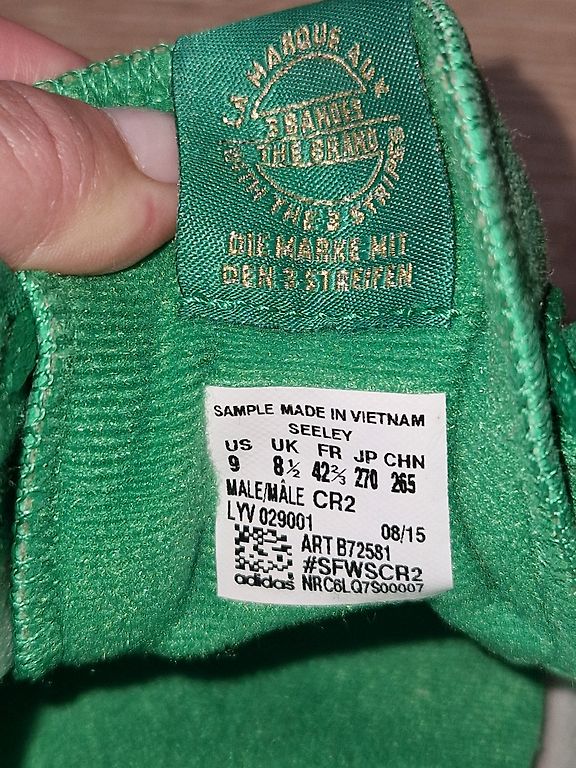 LA MARQUE AUX
3 BANDES
THE BRAND
WITH THE 3 STRIPES
DIE MARKE MIT
DEN 3 STREIFEN
SAMPLE MADE IN VIETNAM
SEELEY
US UK FR JP CHN
9 8½ 42⅔ 270 265
MALE/MÂLE CR2
LYV 029001 08/15
ART B72581
#SFWSCR2
adidas NRC6LQ7S00007